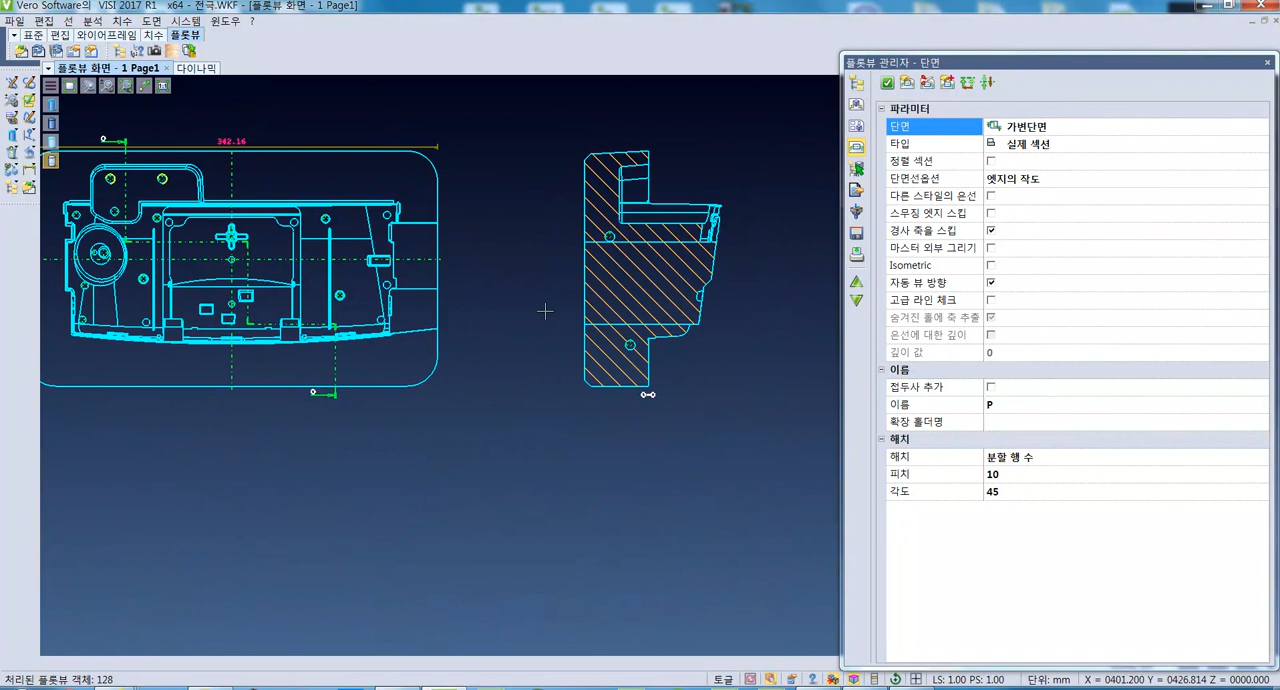 Vero Software의 VISI 2017 R1 x64 - 전극.WKF - [플롯뷰 화면 - 1 Page1]
파일 편집 선 분석 치수 도면 시스템 윈도우 ?
표준 편집 와이어프레임 치수 플롯뷰
플롯뷰 화면 - 1 Page1 × 다이나믹
342.16
플롯뷰 관리자 - 단면
파라미터
단면 가변단면
타입 실제 섹션
정렬 섹션
단면선옵션 엣지의 작도
다른 스타일의 은선
스무징 엣지 스킵
경사 죽을 스킵
마스터 외부 그리기
Isometric
자동 뷰 방향
고급 라인 체크
숨겨진 홀에 축 추출
은선에 대한 깊이
깊이 값 0
이름
접두사 추가
이름 P
확장 홀더명
해치
해치 분할 행 수
피치 10
각도 45
처리된 플롯뷰 객체: 128
토글
LS: 1.00 PS: 1.00
단위: mm
X = 0401.200 Y = 0426.814 Z = 0000.000